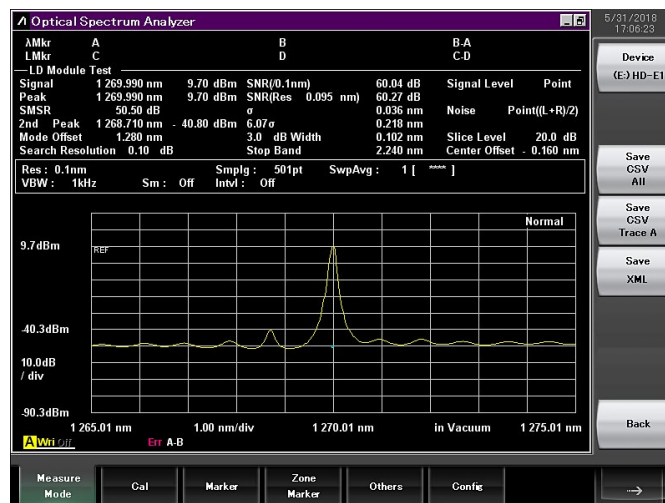 Optical Spectrum Analyzer
5/31/2018
17:06:23
λMkr A B B-A
LMkr C D C-D
LD Module Test
Signal 1 269.990 nm 9.70 dBm SNR(/0.1nm) 60.04 dB Signal Level Point
Peak 1 269.990 nm 9.70 dBm SNR(Res 0.095 nm) 60.27 dB
SMSR 50.50 dB σ 0.036 nm Noise Point((L+R)/2)
2nd Peak 1 268.710 nm - 40.80 dBm 6.07σ 0.218 nm
Mode Offset 1.280 nm 3.0 dB Width 0.102 nm Slice Level 20.0 dB
Search Resolution 0.10 dB Stop Band 2.240 nm Center Offset - 0.160 nm
Res : 0.1nm Smplg : 501pt SwpAvg : 1 [ **** ]
VBW : 1kHz Sm : Off Intvl : Off
Normal
9.7dBm
REF
-40.3dBm
10.0dB
/ div
-90.3dBm
1 265.01 nm 1.00 nm/div 1 270.01 nm in Vacuum 1 275.01 nm
A Wri Off Err A-B
Device
(E:) HD-E1
Save
CSV
All
Save
CSV
Trace A
Save
XML
Back
Measure
Mode
Cal
Marker
Zone
Marker
Others
Config